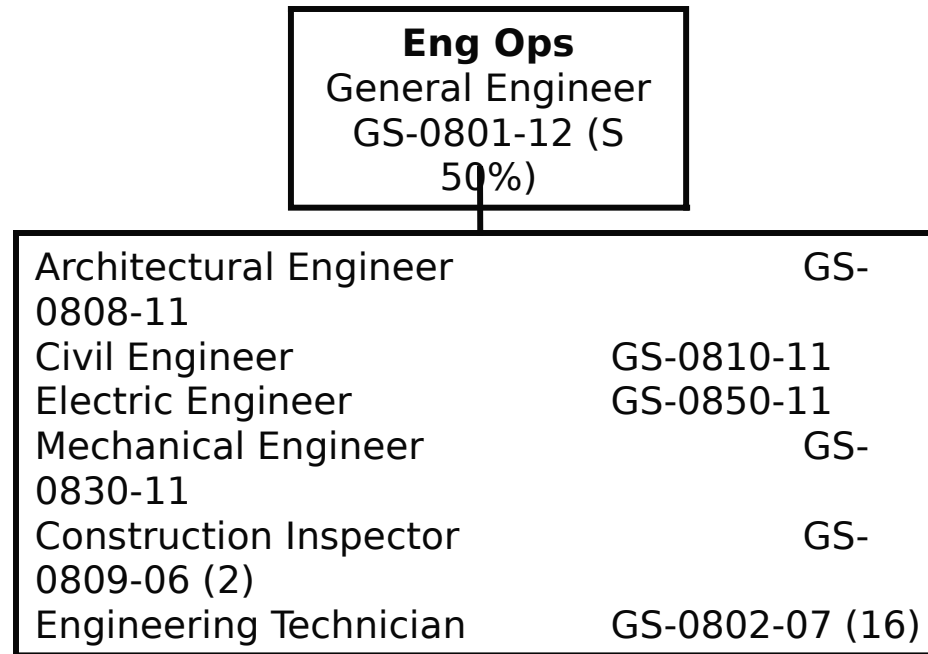 Eng Ops
General Engineer
GS-0801-12 (S
50%)
Architectural Engineer GS-
0808-11
Civil Engineer GS-0810-11
Electric Engineer GS-0850-11
Mechanical Engineer GS-
0830-11
Construction Inspector GS-
0809-06 (2)
Engineering Technician GS-0802-07 (16)